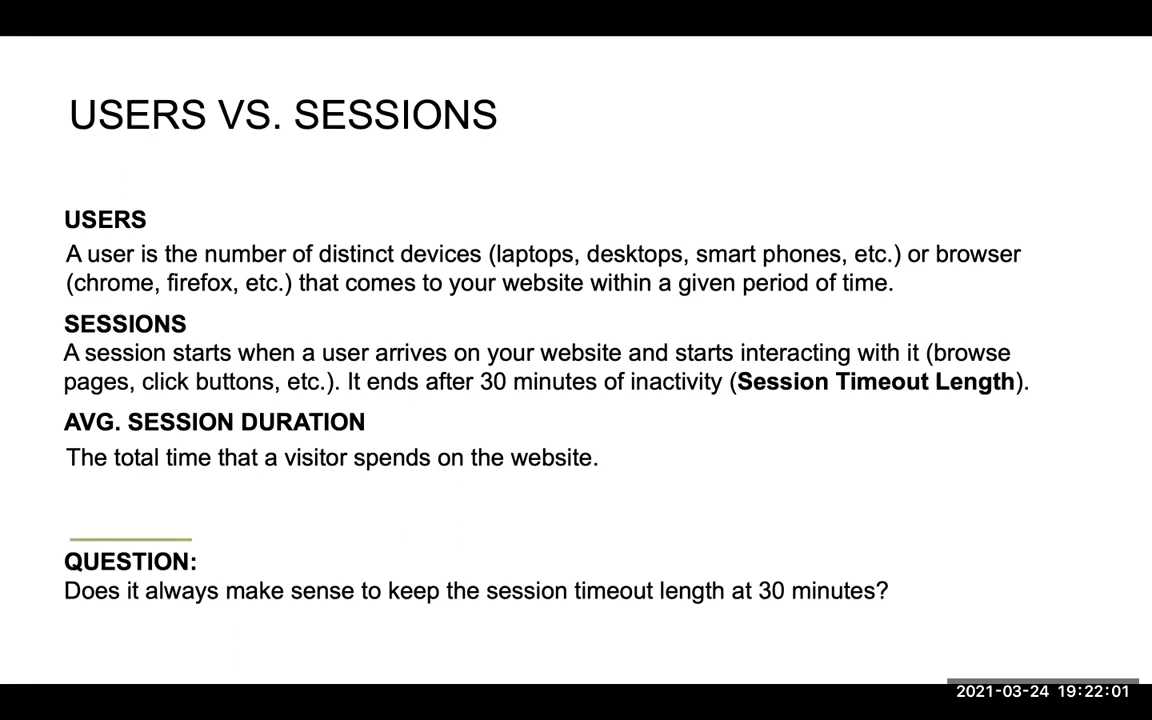 USERS VS. SESSIONS
USERS
A user is the number of distinct devices (laptops, desktops, smart phones, etc.) or browser
(chrome, firefox, etc.) that comes to your website within a given period of time.
SESSIONS
A session starts when a user arrives on your website and starts interacting with it (browse
pages, click buttons, etc.). It ends after 30 minutes of inactivity (Session Timeout Length).
AVG. SESSION DURATION
The total time that a visitor spends on the website.
QUESTION:
Does it always make sense to keep the session timeout length at 30 minutes?
2021-03-24 19:22:01